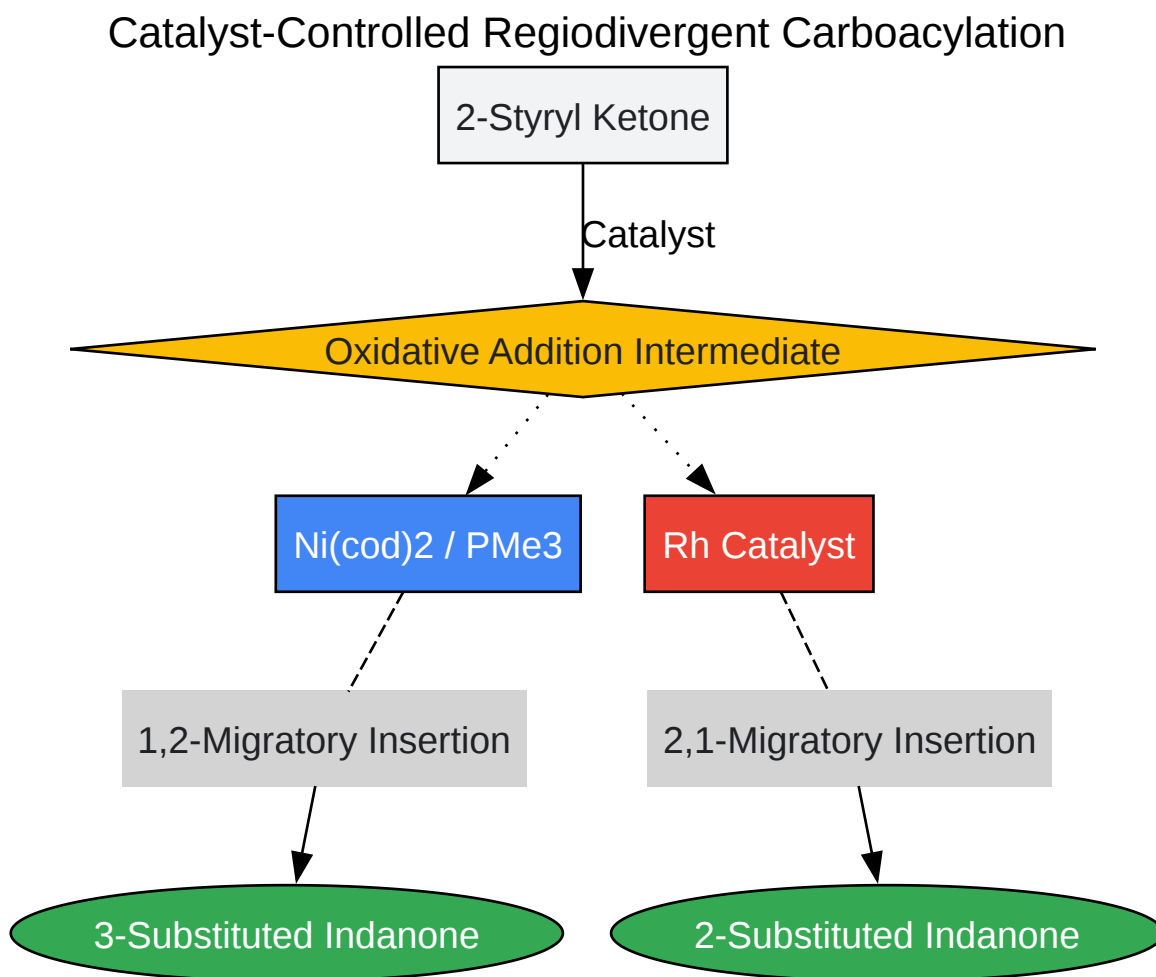 Catalyst-Controlled Regiodivergent Carboacylation
2-Styryl Ketone
Catalyst
Oxidative Addition Intermediate
Ni(cod)2 / PMe3
Rh Catalyst
1,2-Migratory Insertion
2,1-Migratory Insertion
3-Substituted Indanone
2-Substituted Indanone